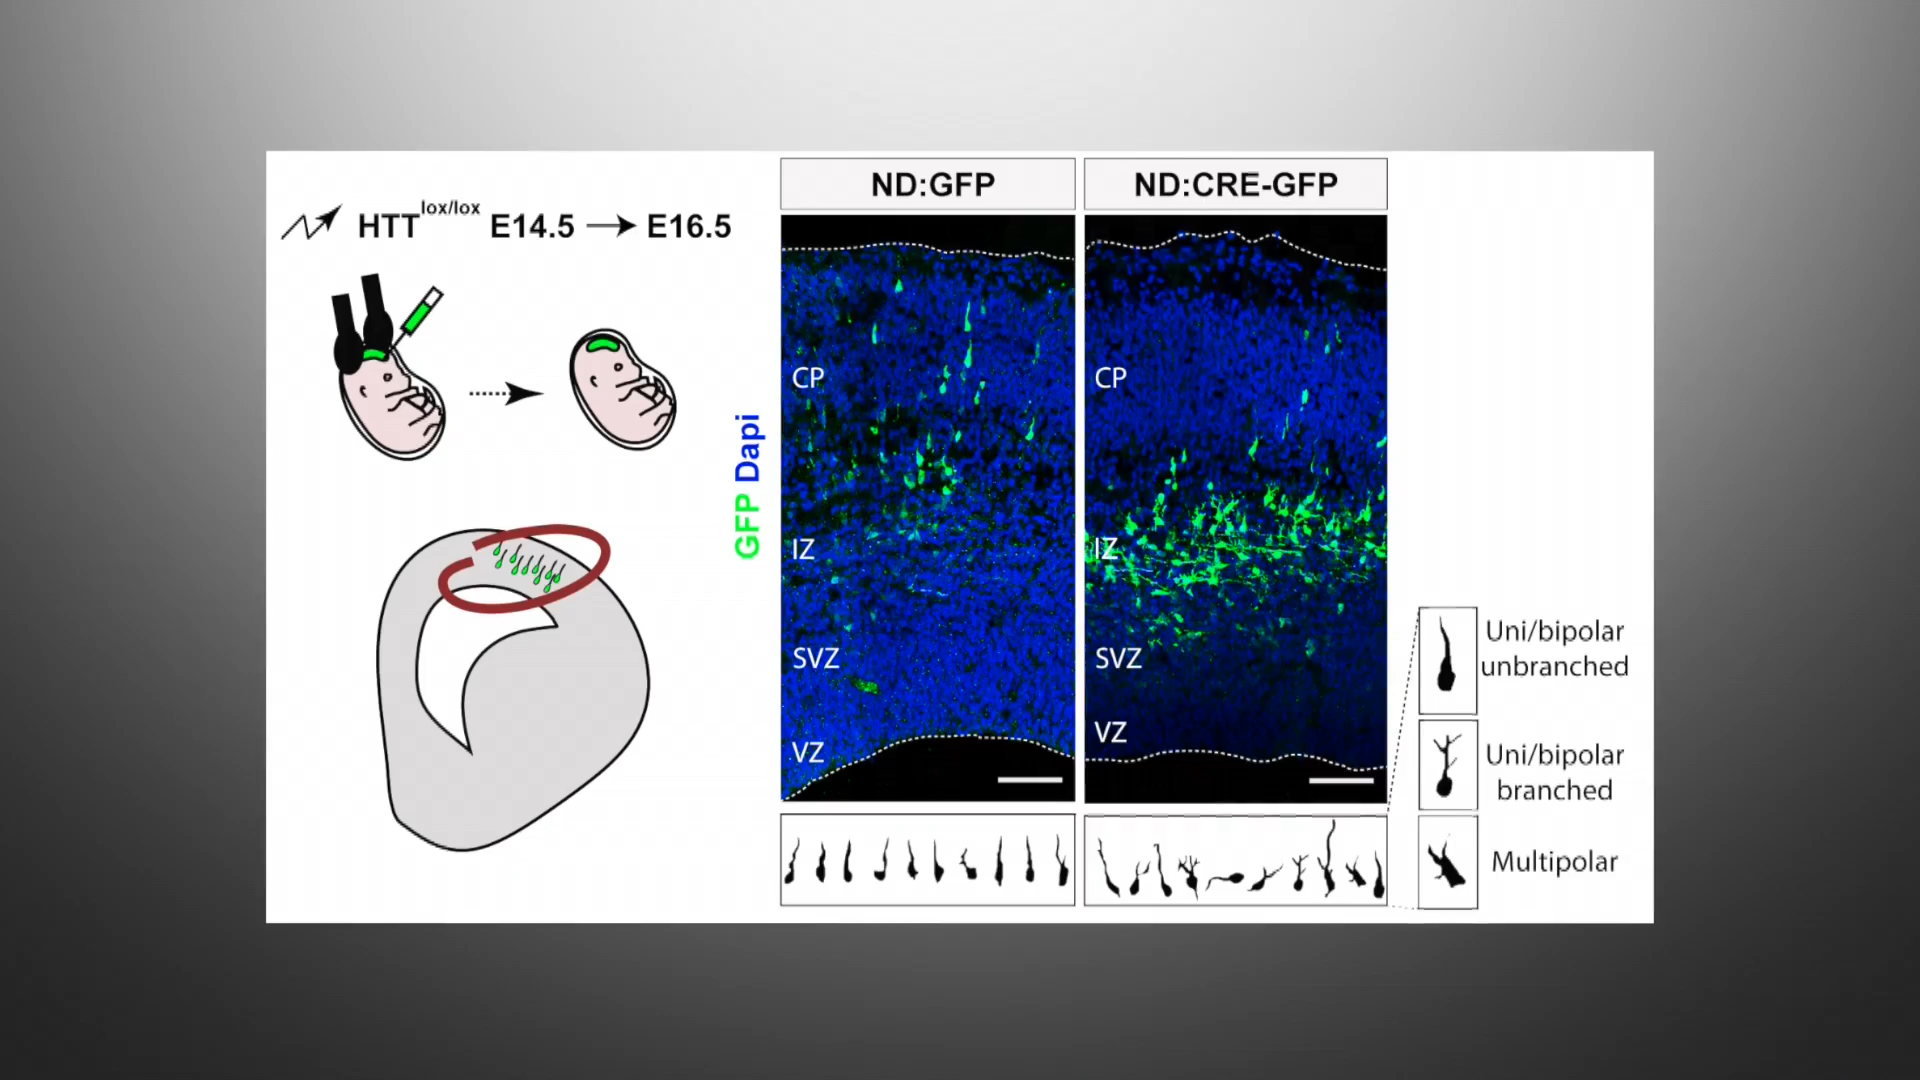 HTT lox/lox E14.5 → E16.5
GFP Dapi
ND:GFP
CP
IZ
SVZ
VZ
ND:CRE-GFP
CP
IZ
SVZ
VZ
Uni/bipolar
unbranched
Uni/bipolar
branched
Multipolar